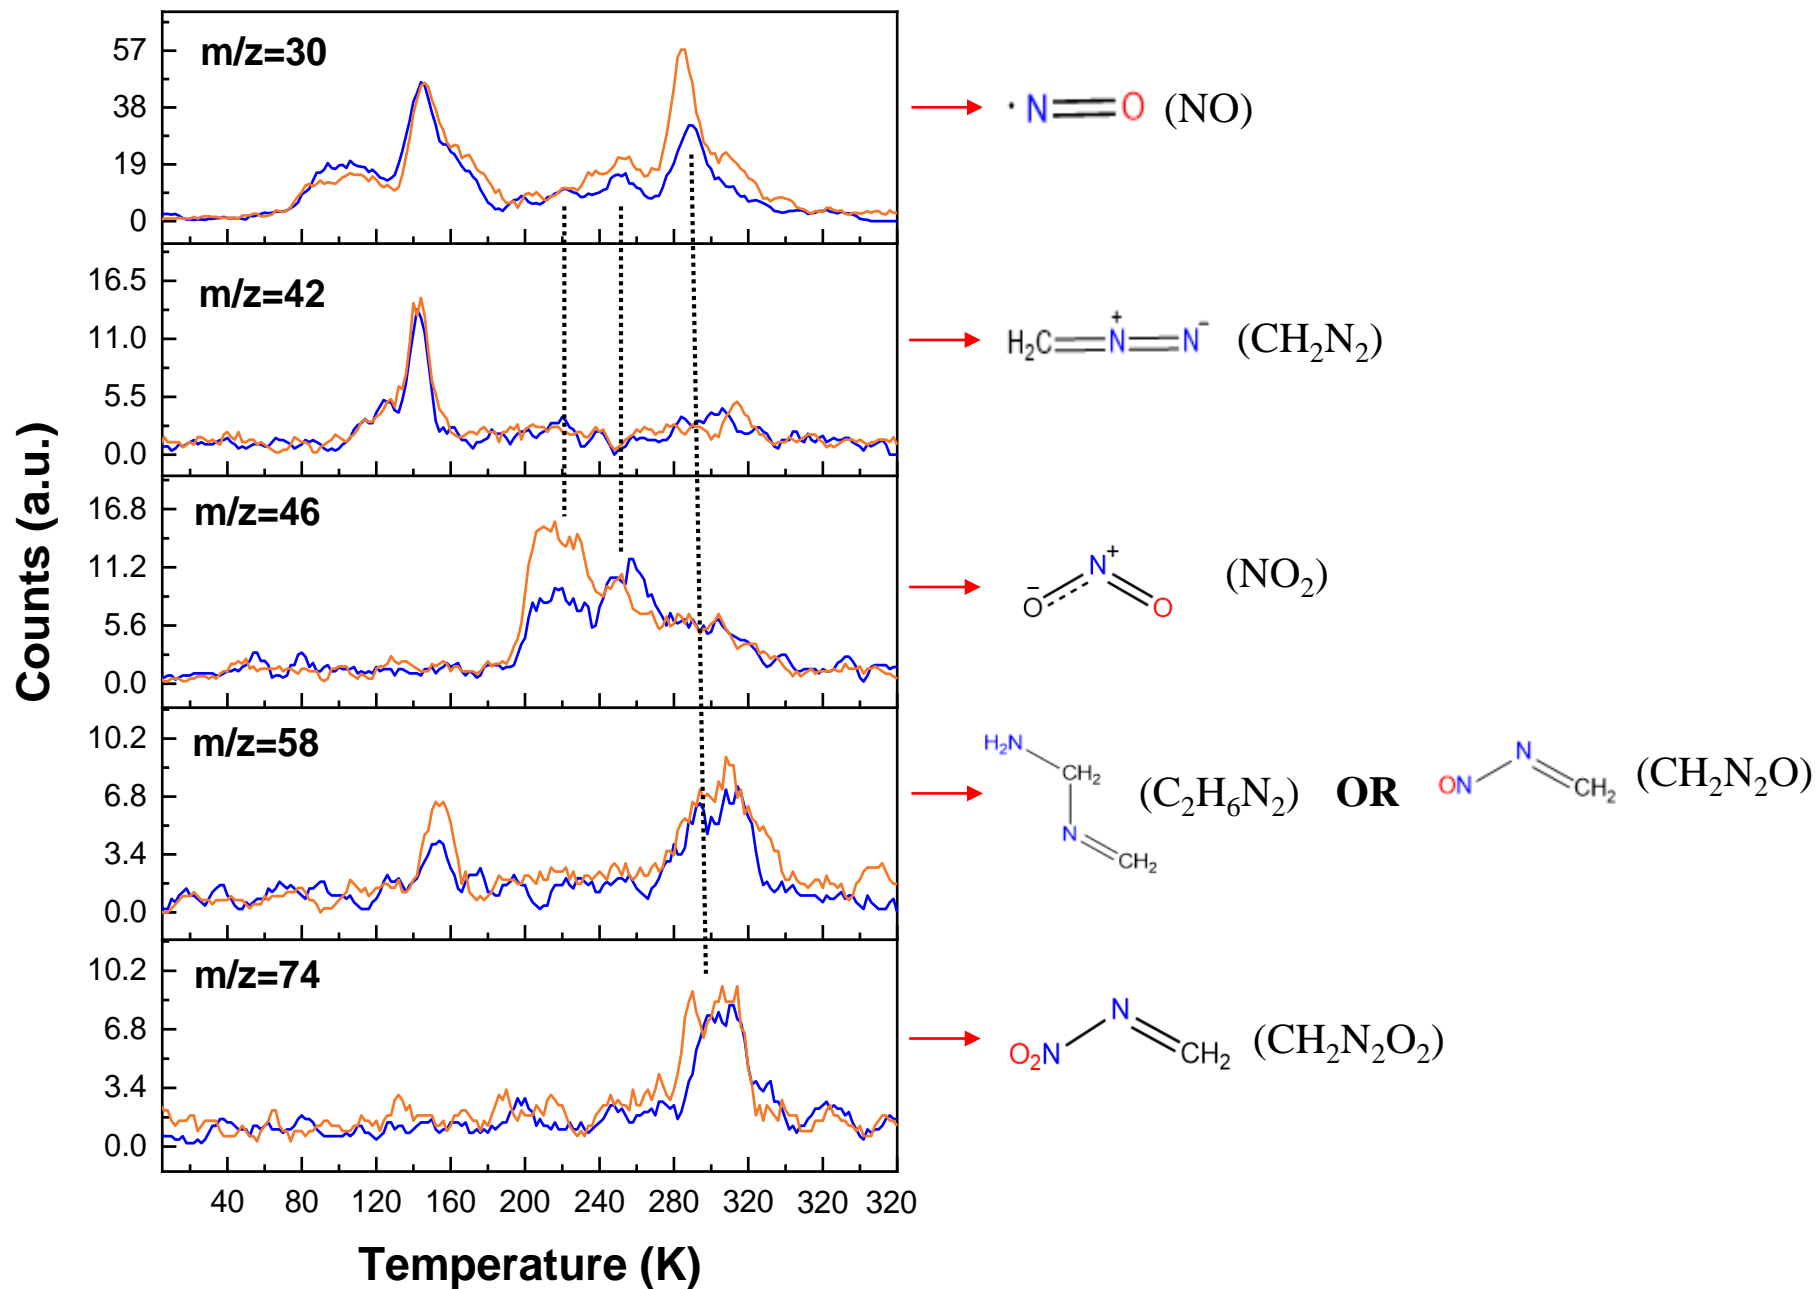 m/z=30
57
38
19
0
·N=O (NO)
m/z=42
16.5
11.0
5.5
0.0
H₂C=N⁺=N⁻ (CH₂N₂)
m/z=46
16.8
11.2
5.6
0.0
O⁻ N⁺ O (NO₂)
m/z=58
10.2
6.8
3.4
0.0
H₂N CH₂ N CH₂ (C₂H₆N₂) OR ON N CH₂ (CH₂N₂O)
m/z=74
10.2
6.8
3.4
0.0
O₂N N CH₂ (CH₂N₂O₂)
40 80 120 160 200 240 280 320 320 320
Temperature (K)
Counts (a.u.)